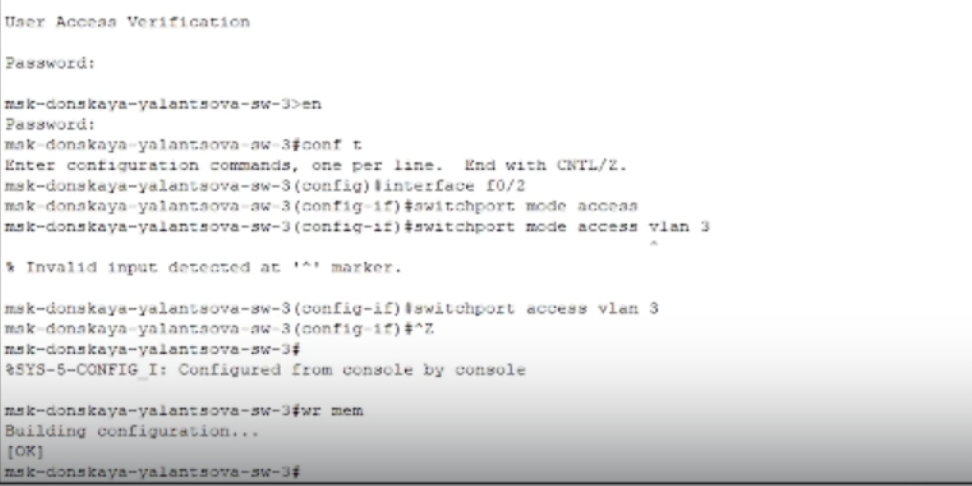 User Access Verification
Password:
msk-donskaya-yalantsova-sw-3>en
Password:
msk-donskaya-yalantsova-sw-3#conf t
Enter configuration commands, one per line.  End with CNTL/Z.
msk-donskaya-yalantsova-sw-3(config)#interface f0/2
msk-donskaya-yalantsova-sw-3(config-if)#switchport mode access
msk-donskaya-yalantsova-sw-3(config-if)#switchport mode access vlan 3
^
% Invalid input detected at '^' marker.
msk-donskaya-yalantsova-sw-3(config-if)#switchport access vlan 3
msk-donskaya-yalantsova-sw-3(config-if)#^Z
msk-donskaya-yalantsova-sw-3#
%SYS-5-CONFIG_I: Configured from console by console
msk-donskaya-yalantsova-sw-3#wr mem
Building configuration...
[OK]
msk-donskaya-yalantsova-sw-3#